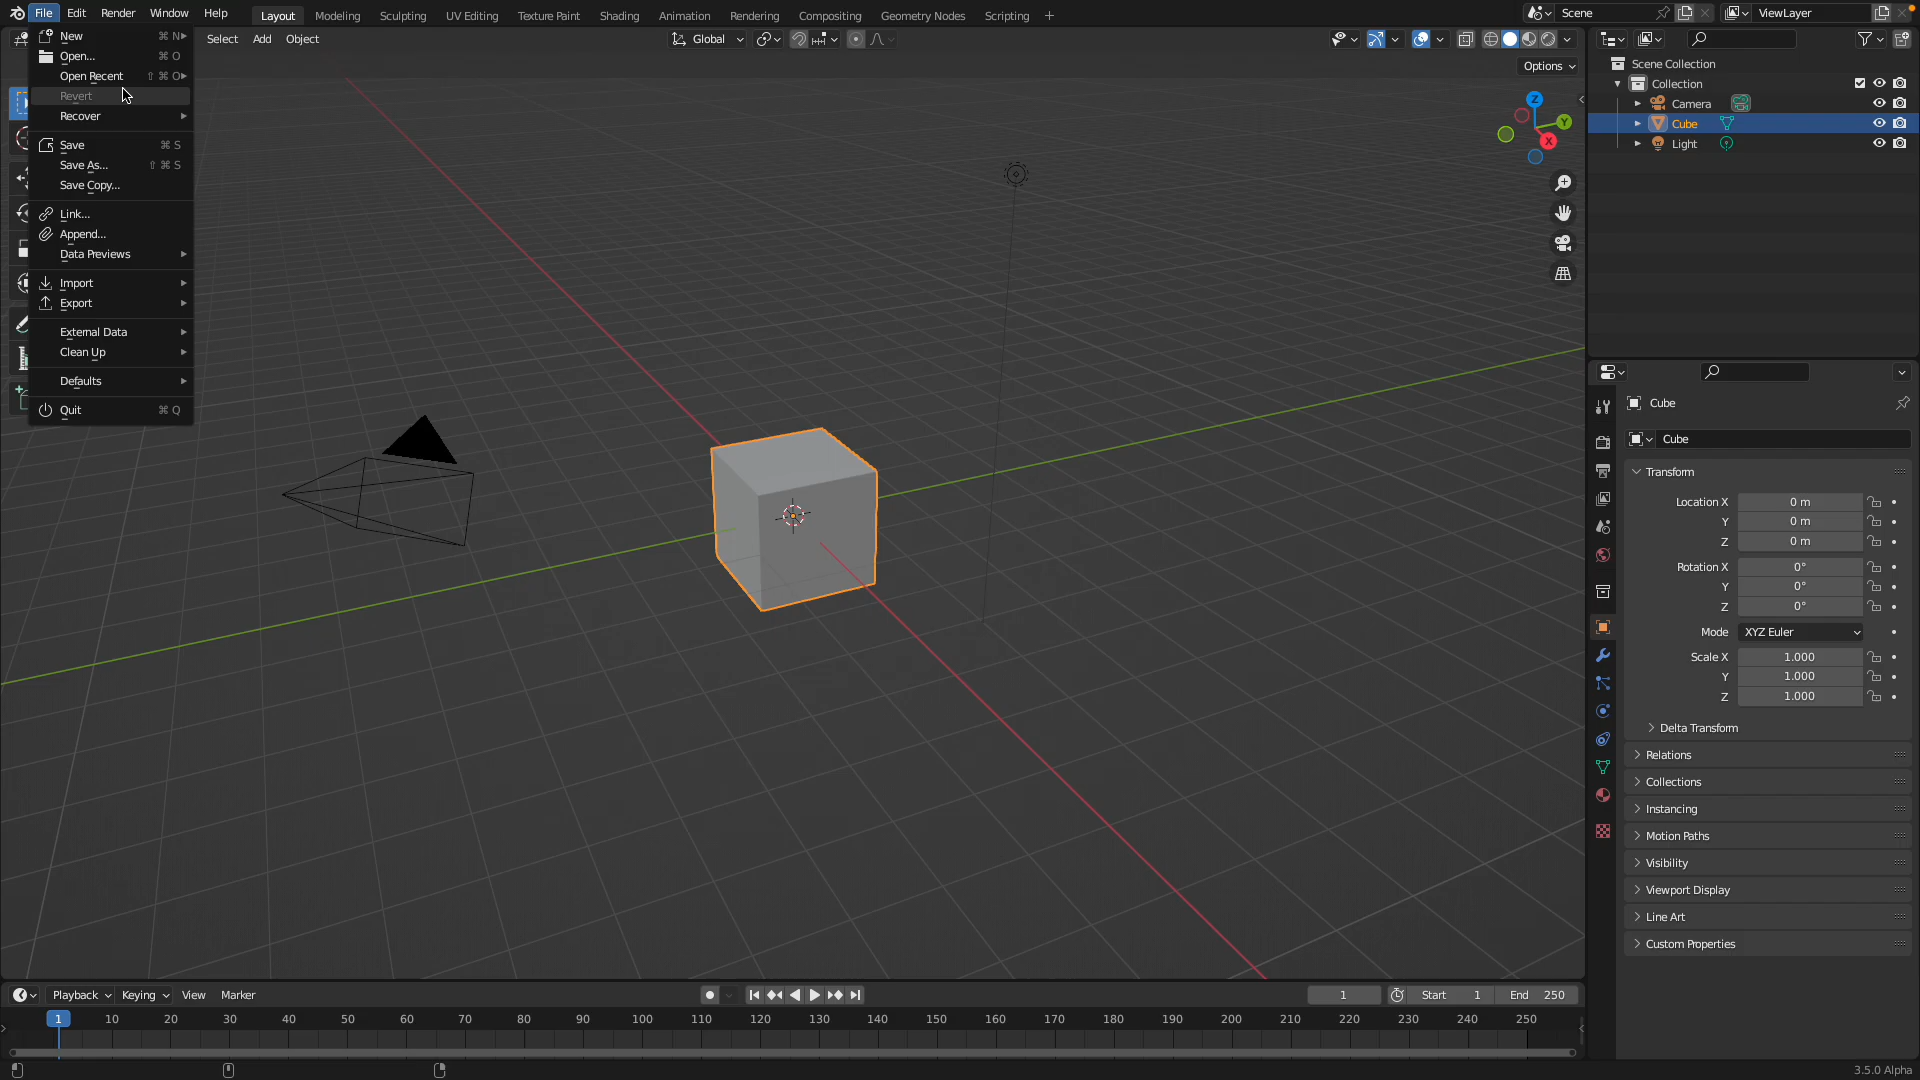 File Edit Render Window Help Layout Modeling Sculpting UV Editing Texture Paint Shading Animation Rendering Compositing Geometry Nodes Scripting + Scene ViewLayer
Select Add Object Global
Options
New ⌘ N
Open... ⌘ O
Open Recent ⇧ ⌘ O
Revert
Recover
Save ⌘ S
Save As... ⇧ ⌘ S
Save Copy...
Link...
Append...
Data Previews
Import
Export
External Data
Clean Up
Defaults
Quit ⌘ Q
Z
Y
X
Scene Collection
Collection
Camera
Cube
Light
Cube
Cube
Transform
Location X 0 m
Y 0 m
Z 0 m
Rotation X 0°
Y 0°
Z 0°
Mode XYZ Euler
Scale X 1.000
Y 1.000
Z 1.000
Delta Transform
Relations
Collections
Instancing
Motion Paths
Visibility
Viewport Display
Line Art
Custom Properties
Playback Keying View Marker 1 Start 1 End 250
1 10 20 30 40 50 60 70 80 90 100 110 120 130 140 150 160 170 180 190 200 210 220 230 240 250
3.5.0 Alpha